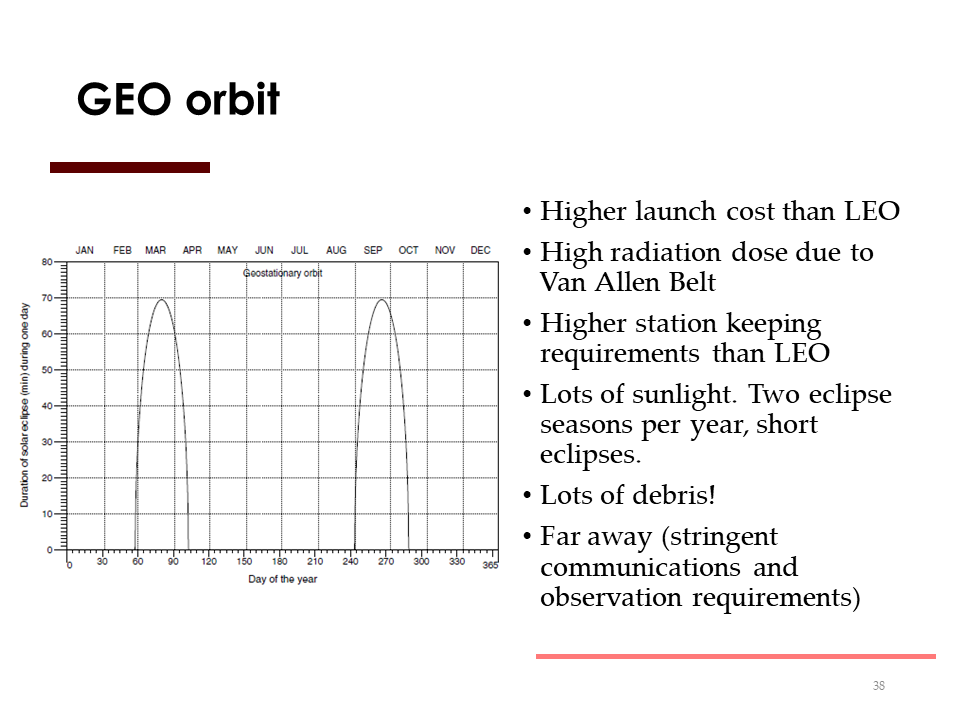 GEO orbit
• Higher launch cost than LEO
• High radiation dose due to
Van Allen Belt
• Higher station keeping
requirements than LEO
• Lots of sunlight. Two eclipse
seasons per year, short
eclipses.
• Lots of debris!
• Far away (stringent
communications and
observation requirements)
JAN FEB MAR APR MAY JUN JUL AUG SEP OCT NOV DEC
Geostationary orbit
Duration of solar eclipse (min) during one day
80
70
60
50
40
30
20
10
0
0 30 60 90 120 150 180 210 240 270 300 330 365
Day of the year
38